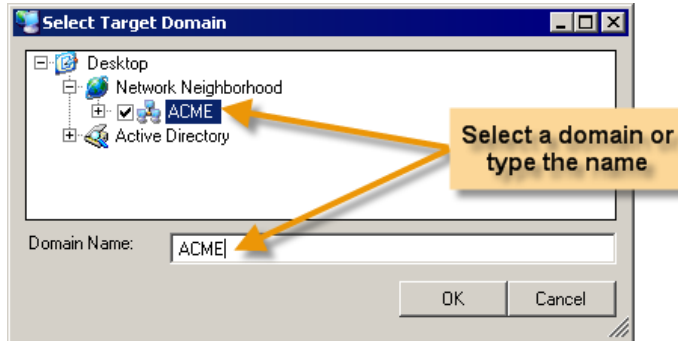 Select Target Domain
Desktop
Network Neighborhood
ACME
Active Directory
Select a domain or
type the name
Domain Name:
ACME
OK
Cancel